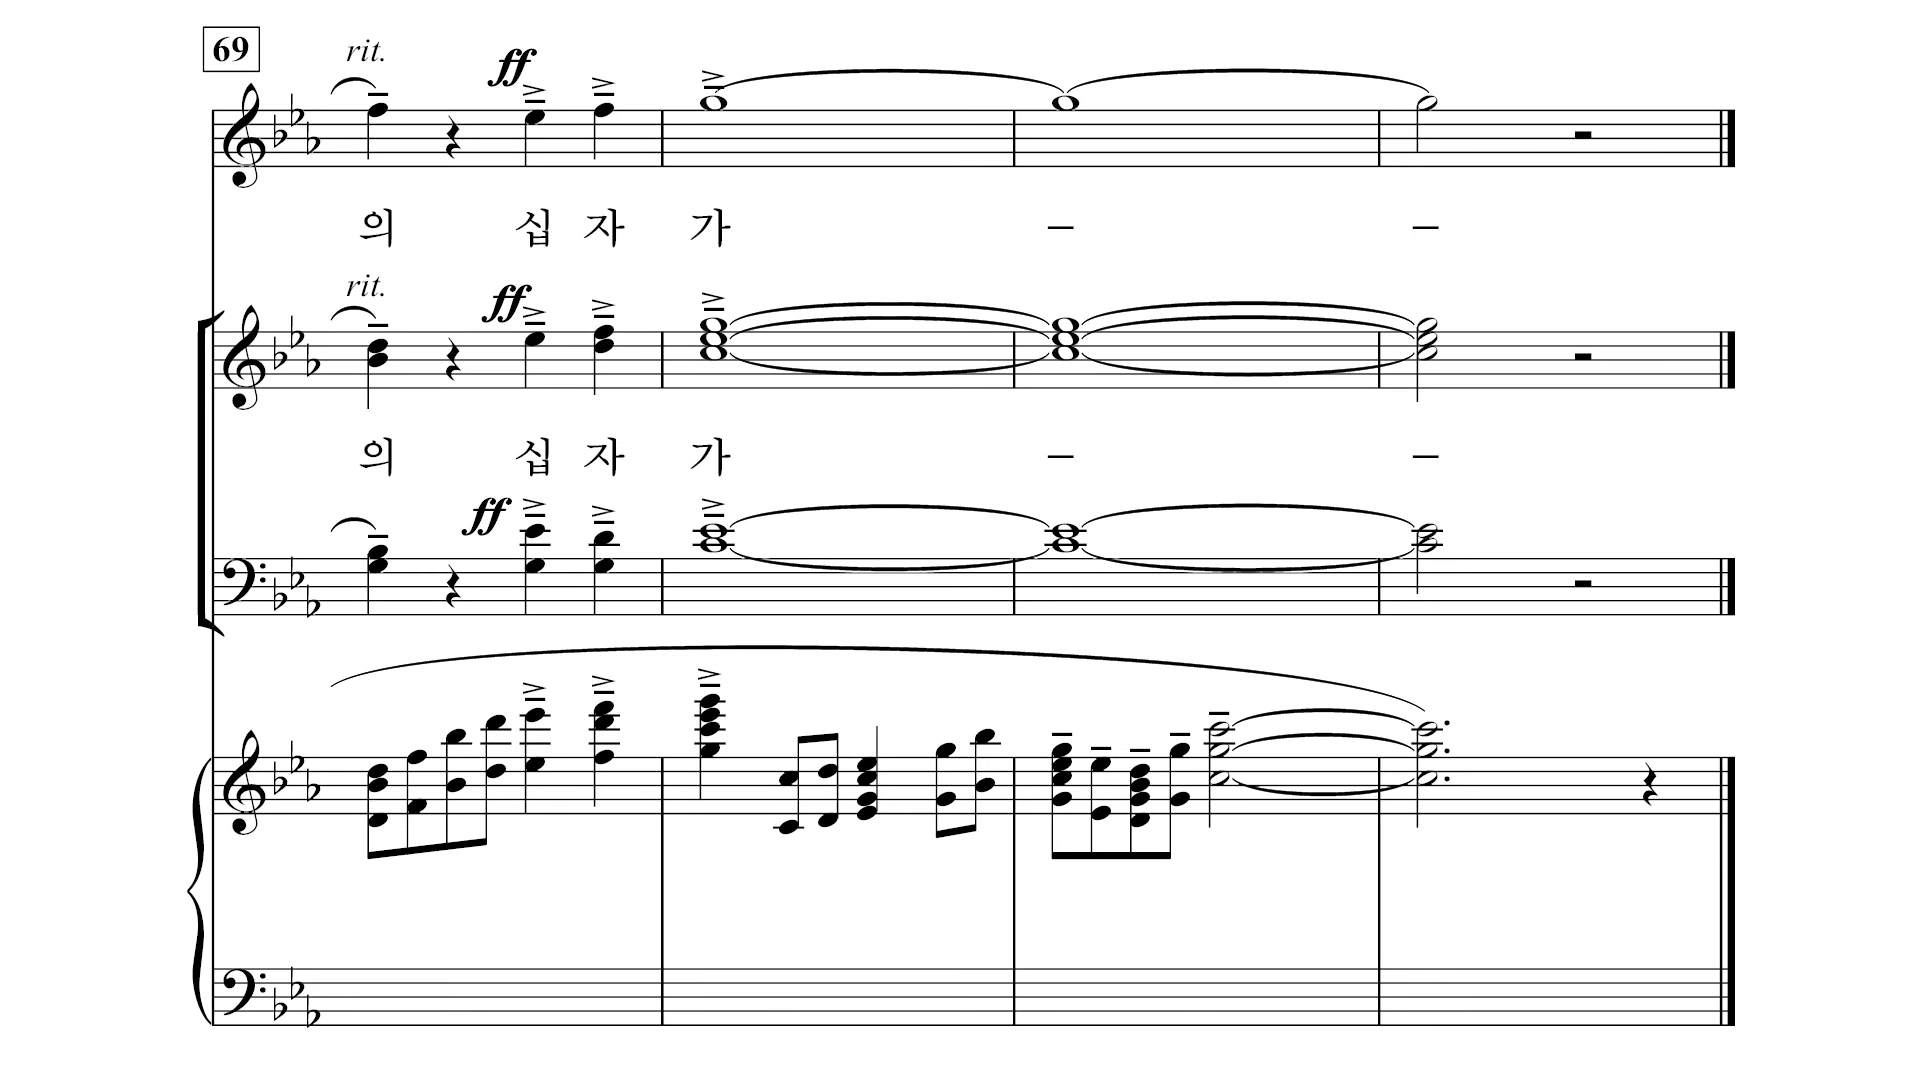 69
rit.
ff
의 십 자 가 – –
rit.
ff
의 십 자 가 – –
ff